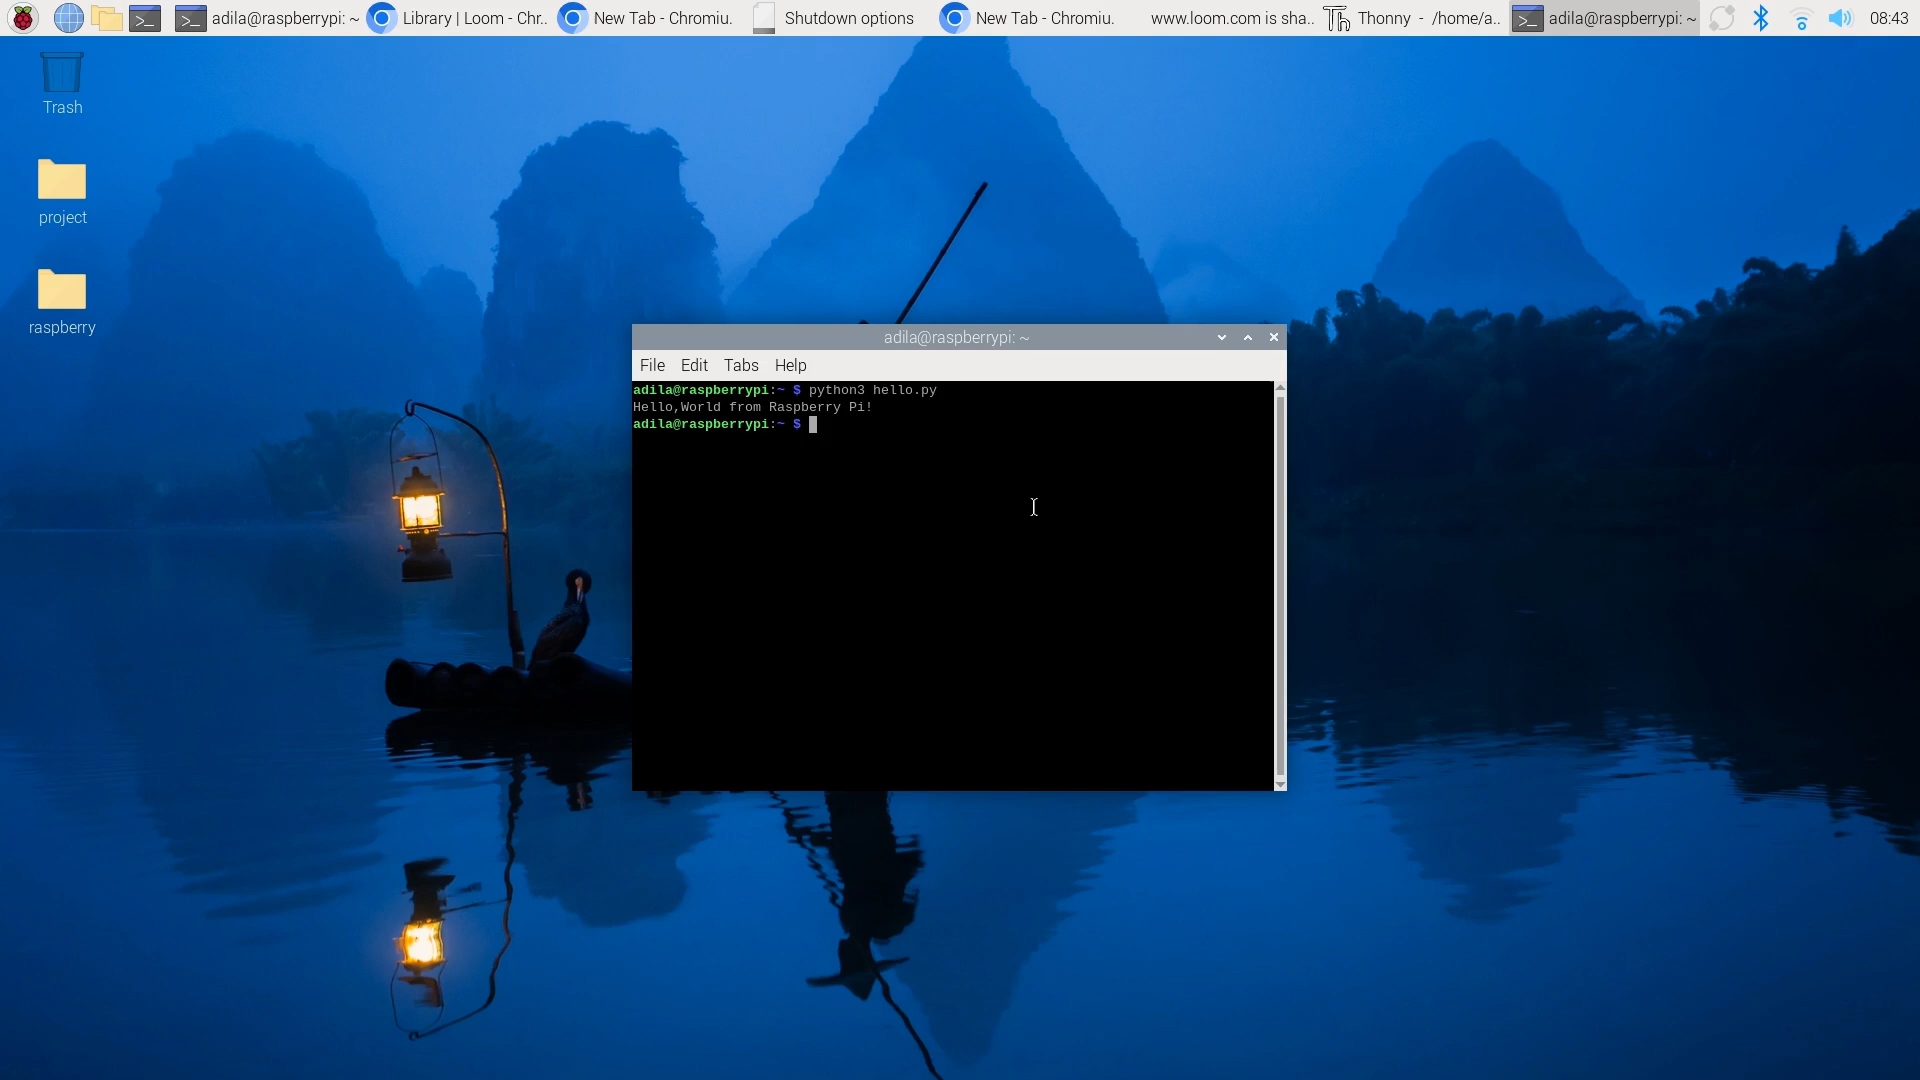 adila@raspberrypi: ~
Library | Loom - Chr..
New Tab - Chromiu.
Shutdown options
New Tab - Chromiu.
www.loom.com is sha..
Th
Thonny - /home/a..
adila@raspberrypi: ~
08:43
Trash
project
raspberry
adila@raspberrypi: ~
File Edit Tabs Help
adila@raspberrypi:~ $ python3 hello.py
Hello,World from Raspberry Pi!
adila@raspberrypi:~ $